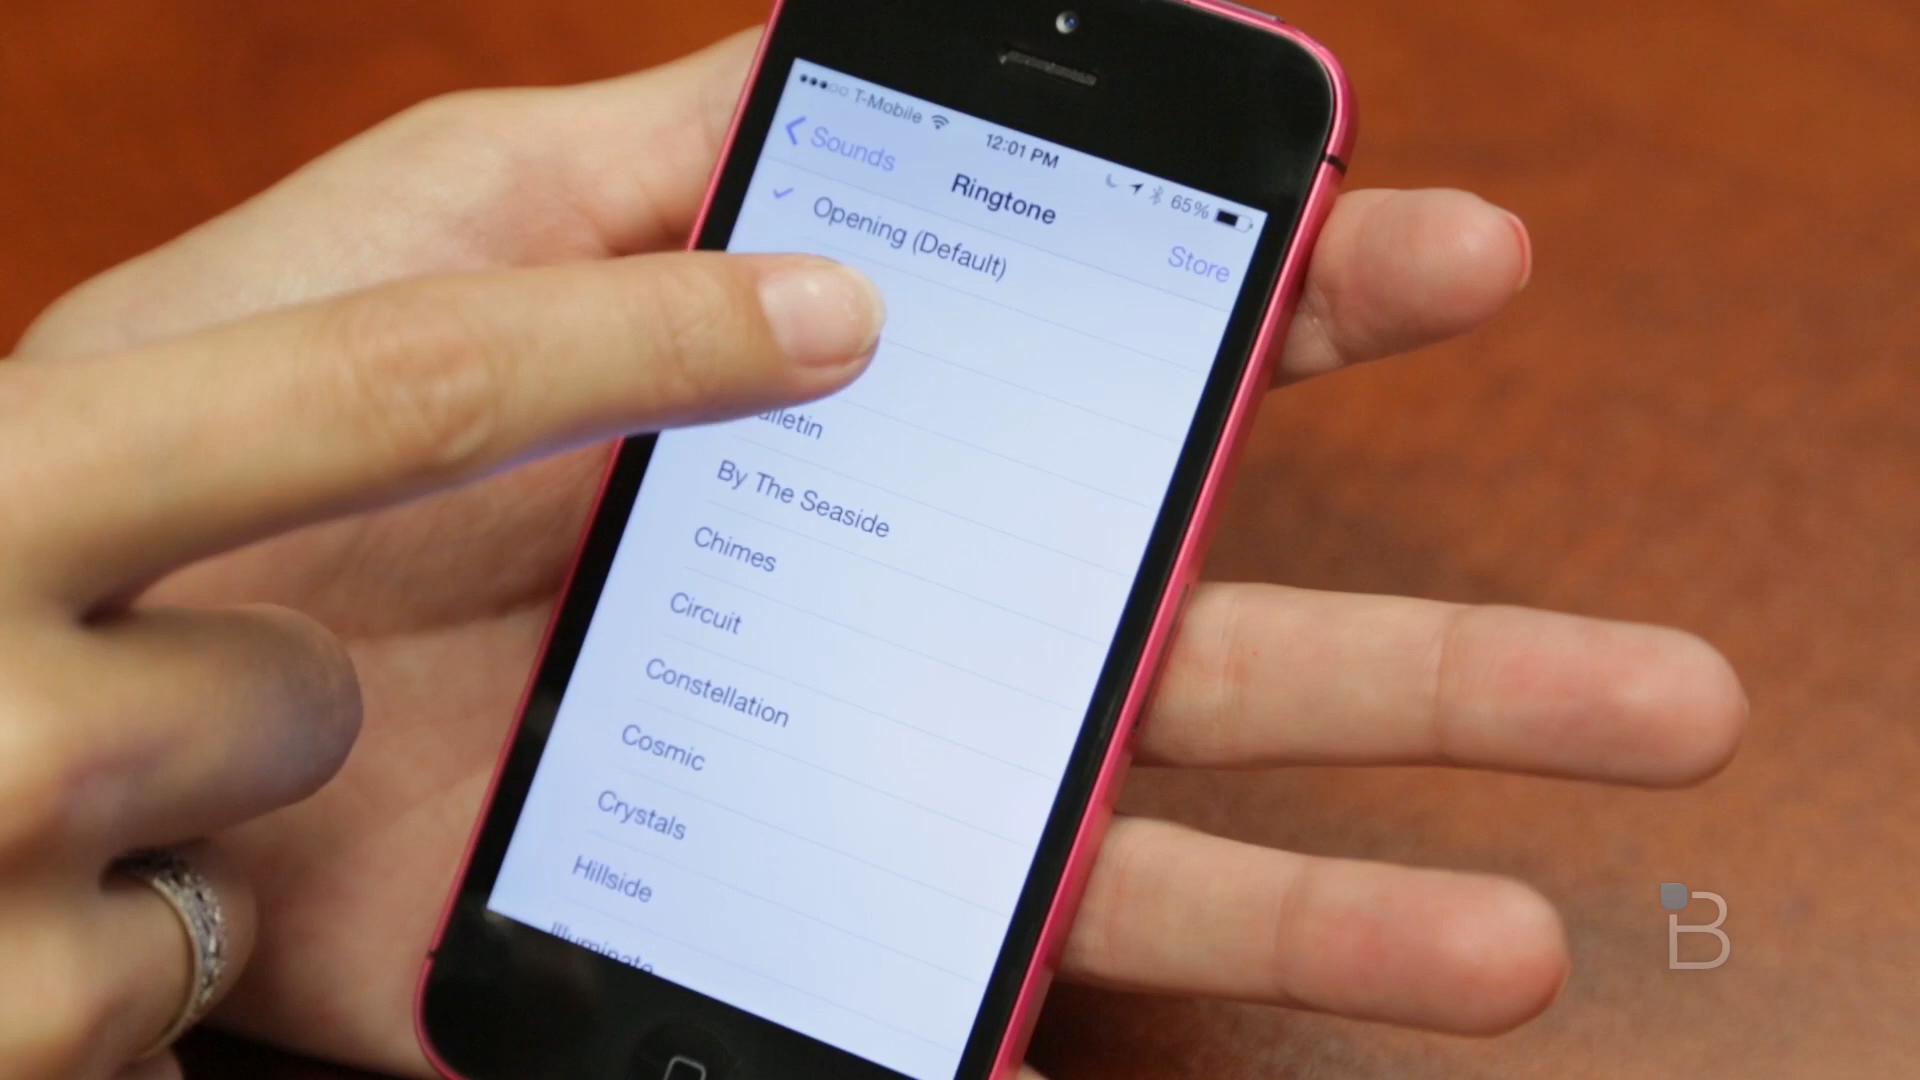 T-Mobile
12:01 PM
65%
Sounds
Ringtone
Store
Opening (Default)
By The Seaside
Chimes
Circuit
Constellation
Cosmic
Crystals
Hillside
Illuminate
B